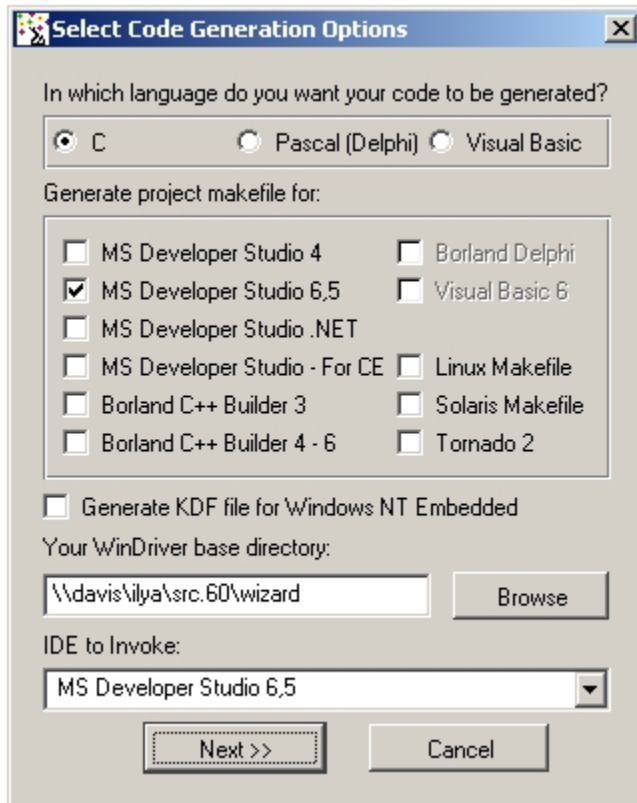 Select Code Generation Options
In which language do you want your code to be generated?
C Pascal (Delphi) Visual Basic
Generate project makefile for:
MS Developer Studio 4 Borland Delphi
MS Developer Studio 6,5 Visual Basic 6
MS Developer Studio .NET
MS Developer Studio - For CE Linux Makefile
Borland C++ Builder 3 Solaris Makefile
Borland C++ Builder 4 - 6 Tornado 2
Generate KDF file for Windows NT Embedded
Your WinDriver base directory:
\\davis\ilya\src.60\wizard Browse
IDE to Invoke:
MS Developer Studio 6,5
Next >> Cancel